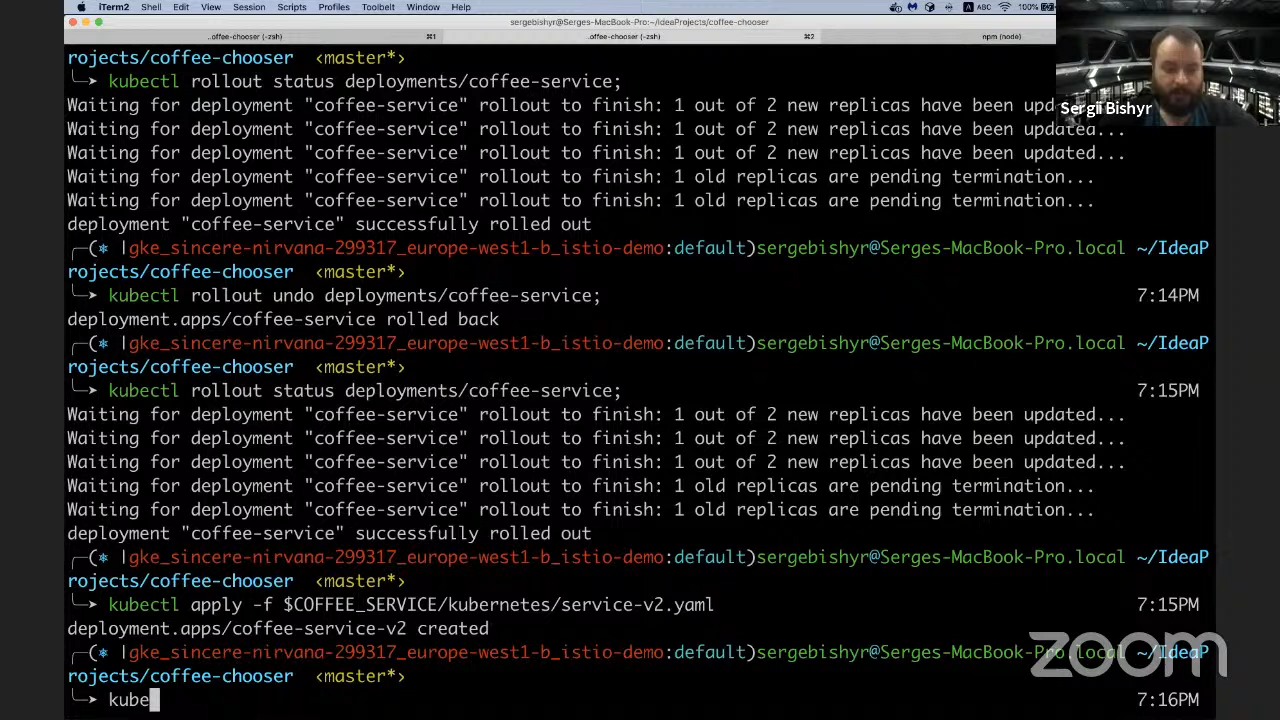 iTerm2 Shell Edit View Session Scripts Profiles Toolbelt Window Help ABC 100%
sergebishyr@Serges-MacBook-Pro:~/IdeaProjects/coffee-chooser
..offee-chooser (-zsh) ⌘1 ..offee-chooser (-zsh) ⌘2 npm (node)
Sergii Bishyr
rojects/coffee-chooser ‹master*›
╰─➤ kubectl rollout status deployments/coffee-service;
Waiting for deployment "coffee-service" rollout to finish: 1 out of 2 new replicas have been upd
Waiting for deployment "coffee-service" rollout to finish: 1 out of 2 new replicas have been updated...
Waiting for deployment "coffee-service" rollout to finish: 1 out of 2 new replicas have been updated...
Waiting for deployment "coffee-service" rollout to finish: 1 old replicas are pending termination...
Waiting for deployment "coffee-service" rollout to finish: 1 old replicas are pending termination...
deployment "coffee-service" successfully rolled out
╭─(⎈ |gke_sincere-nirvana-299317_europe-west1-b_istio-demo:default)sergebishyr@Serges-MacBook-Pro.local ~/IdeaP
rojects/coffee-chooser ‹master*›
╰─➤ kubectl rollout undo deployments/coffee-service; 7:14PM
deployment.apps/coffee-service rolled back
╭─(⎈ |gke_sincere-nirvana-299317_europe-west1-b_istio-demo:default)sergebishyr@Serges-MacBook-Pro.local ~/IdeaP
rojects/coffee-chooser ‹master*›
╰─➤ kubectl rollout status deployments/coffee-service; 7:15PM
Waiting for deployment "coffee-service" rollout to finish: 1 out of 2 new replicas have been updated...
Waiting for deployment "coffee-service" rollout to finish: 1 out of 2 new replicas have been updated...
Waiting for deployment "coffee-service" rollout to finish: 1 out of 2 new replicas have been updated...
Waiting for deployment "coffee-service" rollout to finish: 1 old replicas are pending termination...
Waiting for deployment "coffee-service" rollout to finish: 1 old replicas are pending termination...
deployment "coffee-service" successfully rolled out
╭─(⎈ |gke_sincere-nirvana-299317_europe-west1-b_istio-demo:default)sergebishyr@Serges-MacBook-Pro.local ~/IdeaP
rojects/coffee-chooser ‹master*›
╰─➤ kubectl apply -f $COFFEE_SERVICE/kubernetes/service-v2.yaml 7:15PM
deployment.apps/coffee-service-v2 created
╭─(⎈ |gke_sincere-nirvana-299317_europe-west1-b_istio-demo:default)sergebishyr@Serges-MacBook-Pro.local ~/IdeaP
rojects/coffee-chooser ‹master*›
╰─➤ kube 7:16PM
zoom